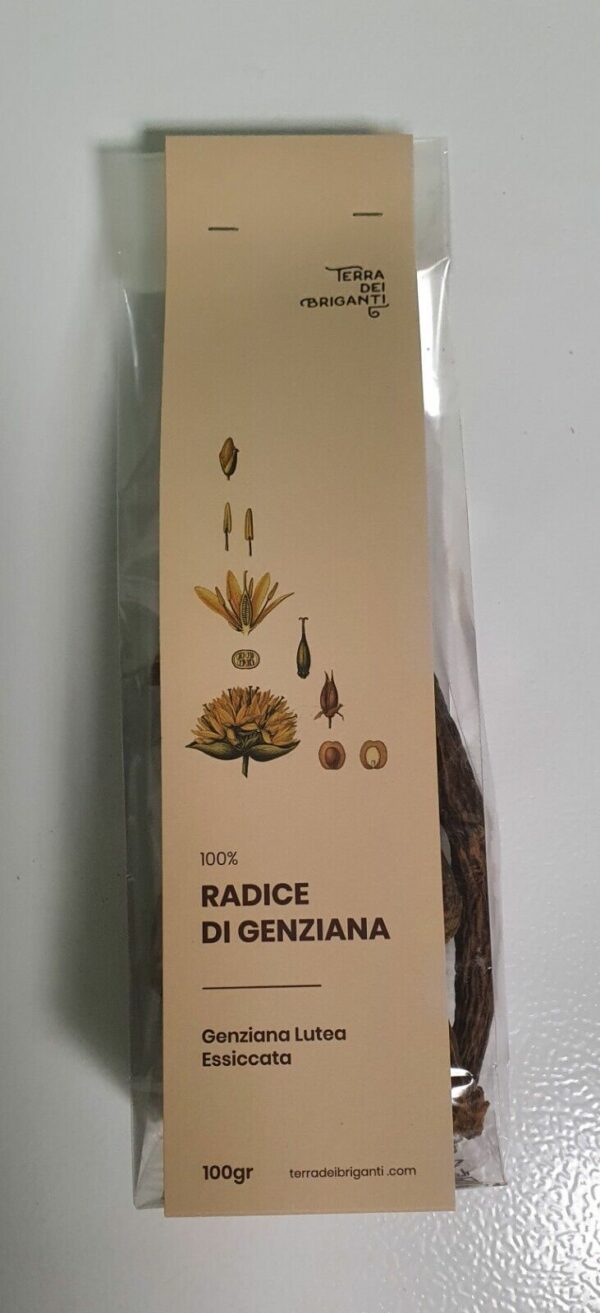 TERRA
DEI
BRIGANTI
100%
RADICE
DI GENZIANA
Genziana Lutea
Essiccata
100gr terradeibriganti.com